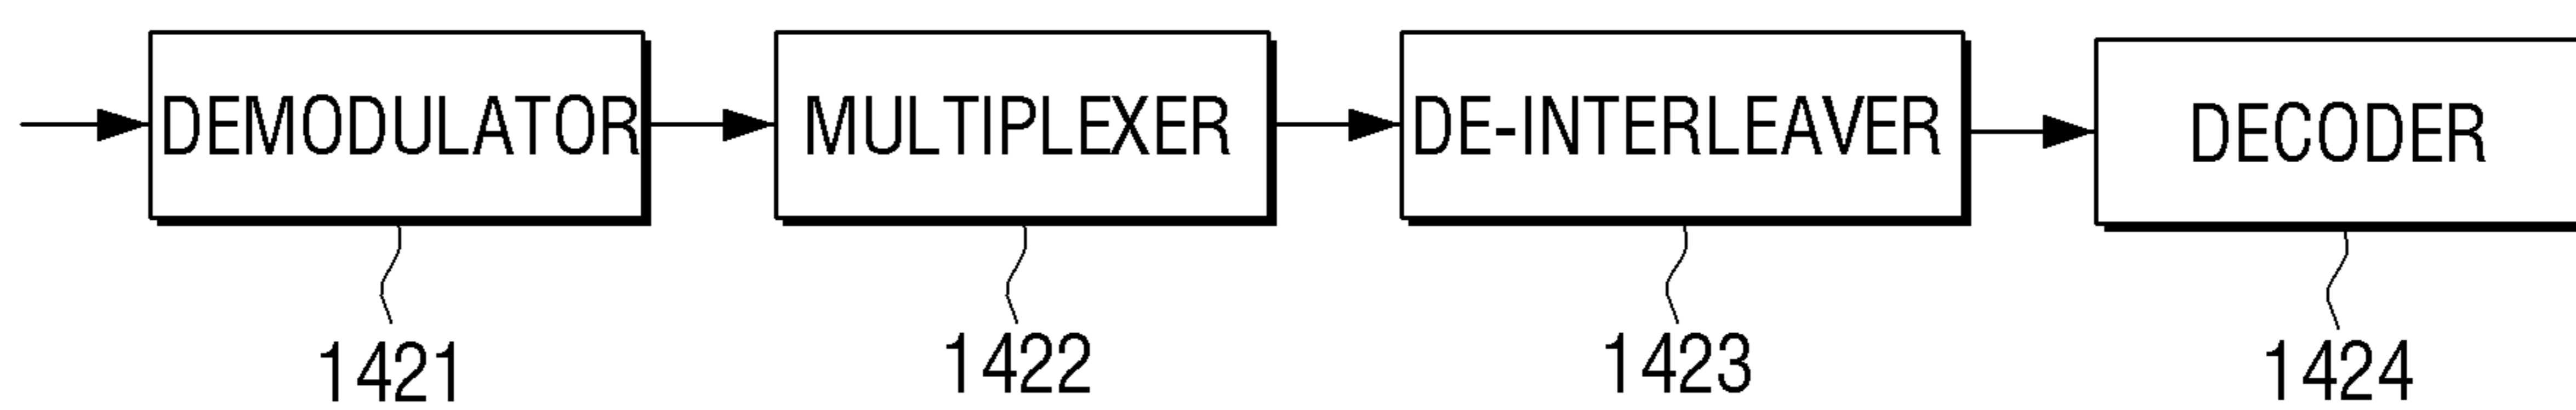 DEMODULATOR MULTIPLEXER DE-INTERLEAVER DECODER
1421 1422 1423 1424